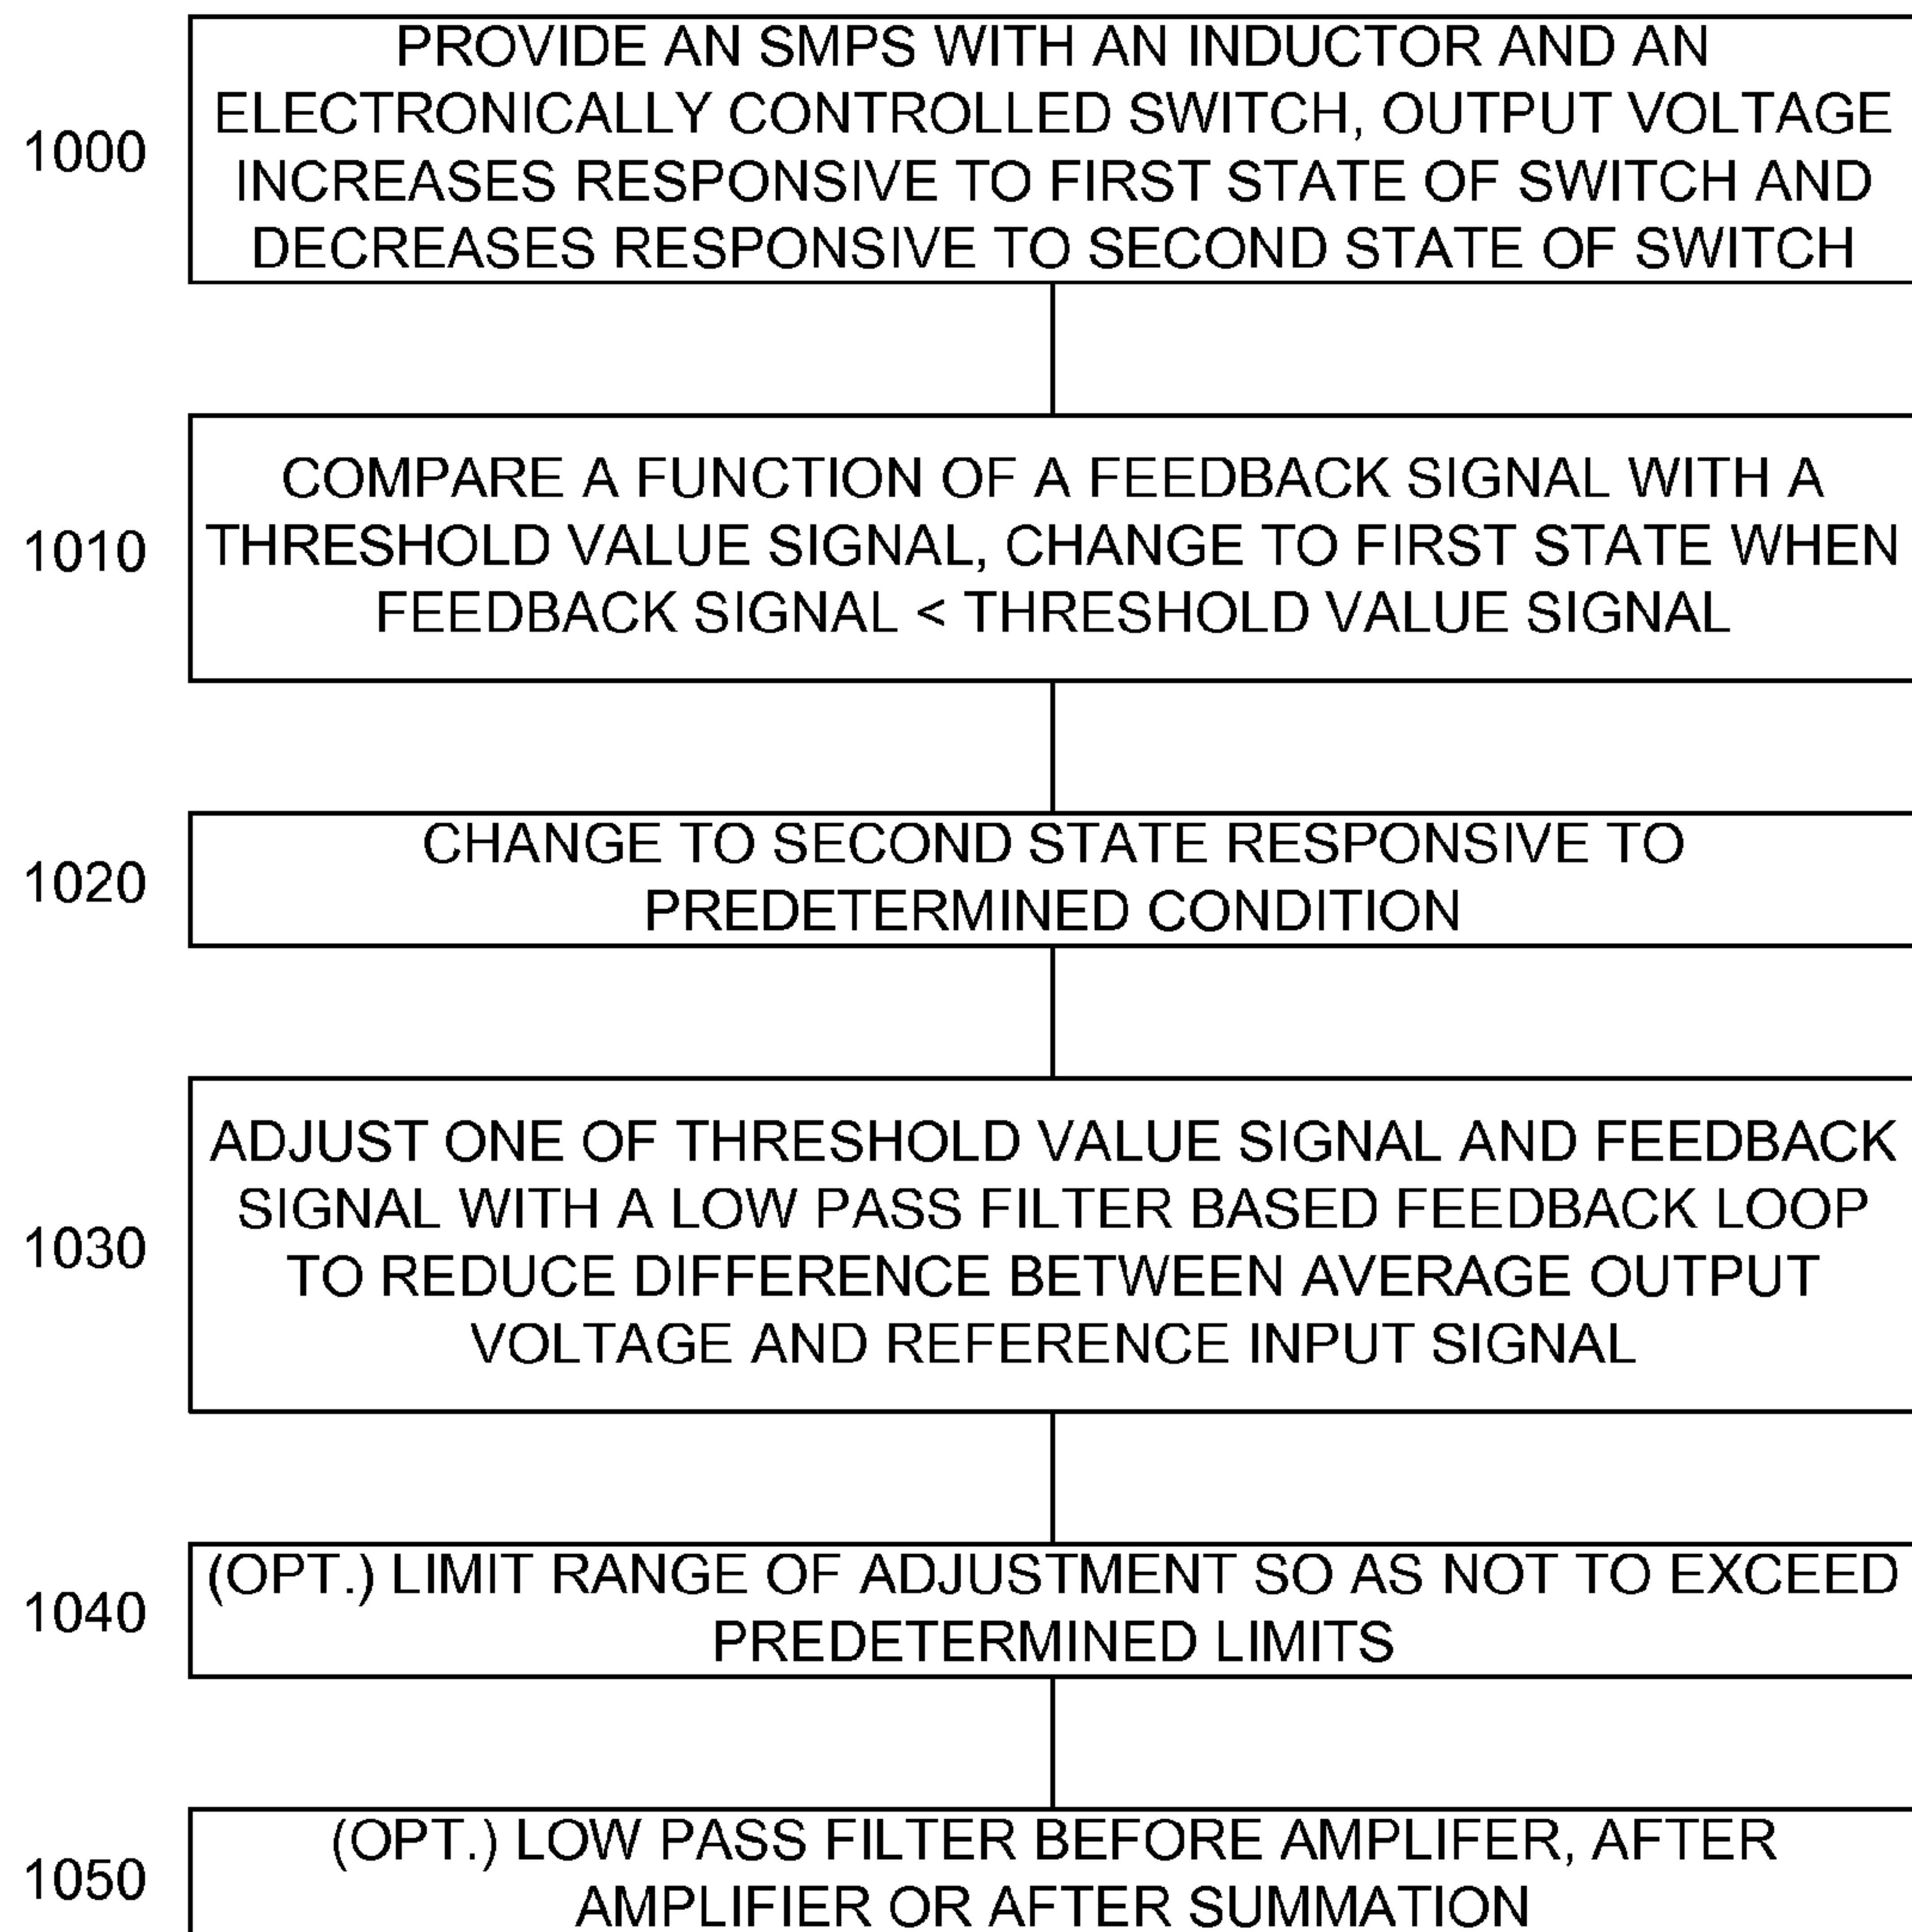 PROVIDE AN SMPS WITH AN INDUCTOR AND AN
ELECTRONICALLY CONTROLLED SWITCH, OUTPUT VOLTAGE
1000
INCREASES RESPONSIVE TO FIRST STATE OF SWITCH AND
DECREASES RESPONSIVE TO SECOND STATE OF SWITCH
COMPARE A FUNCTION OF A FEEDBACK SIGNAL WITH A
1010
THRESHOLD VALUE SIGNAL, CHANGE TO FIRST STATE WHEN
FEEDBACK SIGNAL < THRESHOLD VALUE SIGNAL
1020
CHANGE TO SECOND STATE RESPONSIVE TO
PREDETERMINED CONDITION
ADJUST ONE OF THRESHOLD VALUE SIGNAL AND FEEDBACK
SIGNAL WITH A LOW PASS FILTER BASED FEEDBACK LOOP
1030
TO REDUCE DIFFERENCE BETWEEN AVERAGE OUTPUT
VOLTAGE AND REFERENCE INPUT SIGNAL
1040
(OPT.) LIMIT RANGE OF ADJUSTMENT SO AS NOT TO EXCEED
PREDETERMINED LIMITS
1050
(OPT.) LOW PASS FILTER BEFORE AMPLIFER, AFTER
AMPLIFIER OR AFTER SUMMATION